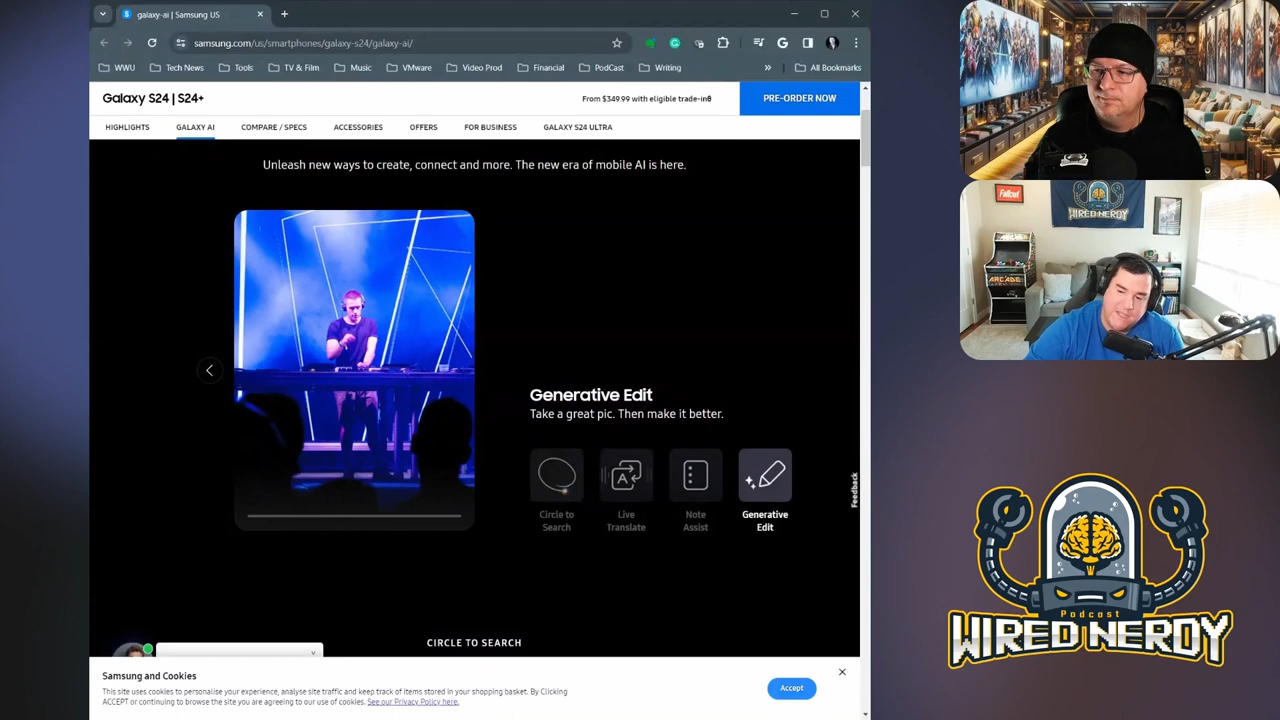 galaxy-ai | Samsung US
samsung.com/us/smartphones/galaxy-s24/galaxy-ai/
WWU Tech News Tools TV & Film Music VMware Video Prod Financial PodCast Writing » All Bookmarks
Galaxy S24 | S24+
From $349.99 with eligible trade-inθ
PRE-ORDER NOW
HIGHLIGHTS GALAXY AI COMPARE / SPECS ACCESSORIES OFFERS FOR BUSINESS GALAXY S24 ULTRA
Unleash new ways to create, connect and more. The new era of mobile AI is here.
Generative Edit
Take a great pic. Then make it better.
Circle to
Search
Live
Translate
Note
Assist
Generative
Edit
Feedback
CIRCLE TO SEARCH
Samsung and Cookies
This site uses cookies to personalise your experience, analyse site traffic and keep track of items stored in your shopping basket. By Clicking
ACCEPT or continuing to browse the site you are agreeing to our use of cookies. See our Privacy Policy here.
Accept
Fallout
WIRED NERDY
ARCADE
Podcast
WIRED NERDY